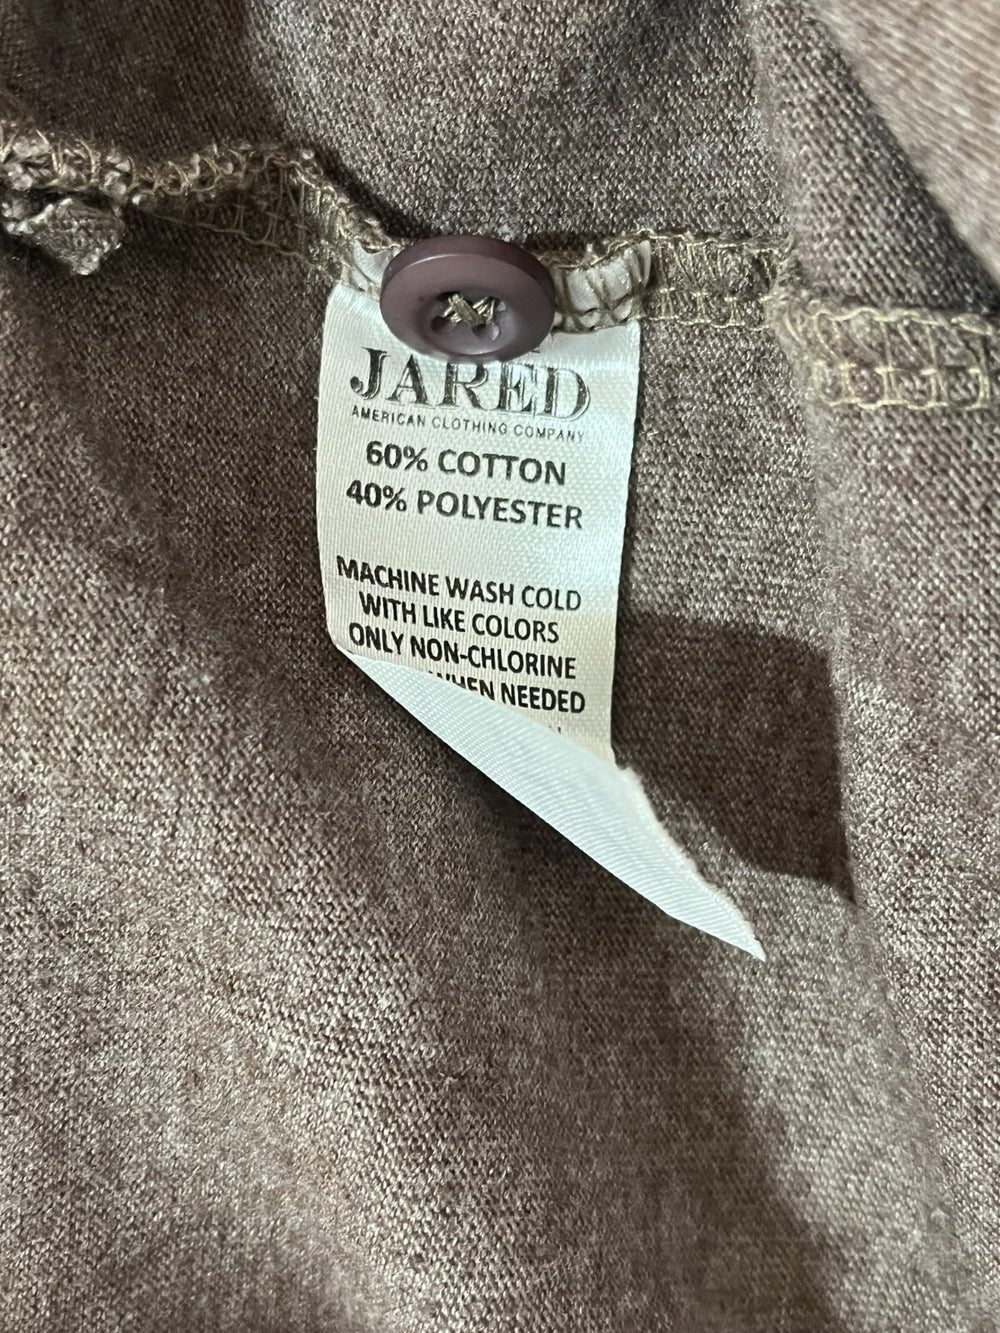 JARED
AMERICAN CLOTHING COMPANY
60% COTTON
40% POLYESTER
MACHINE WASH COLD
WITH LIKE COLORS
ONLY NON-CHLORINE
WHEN NEEDED